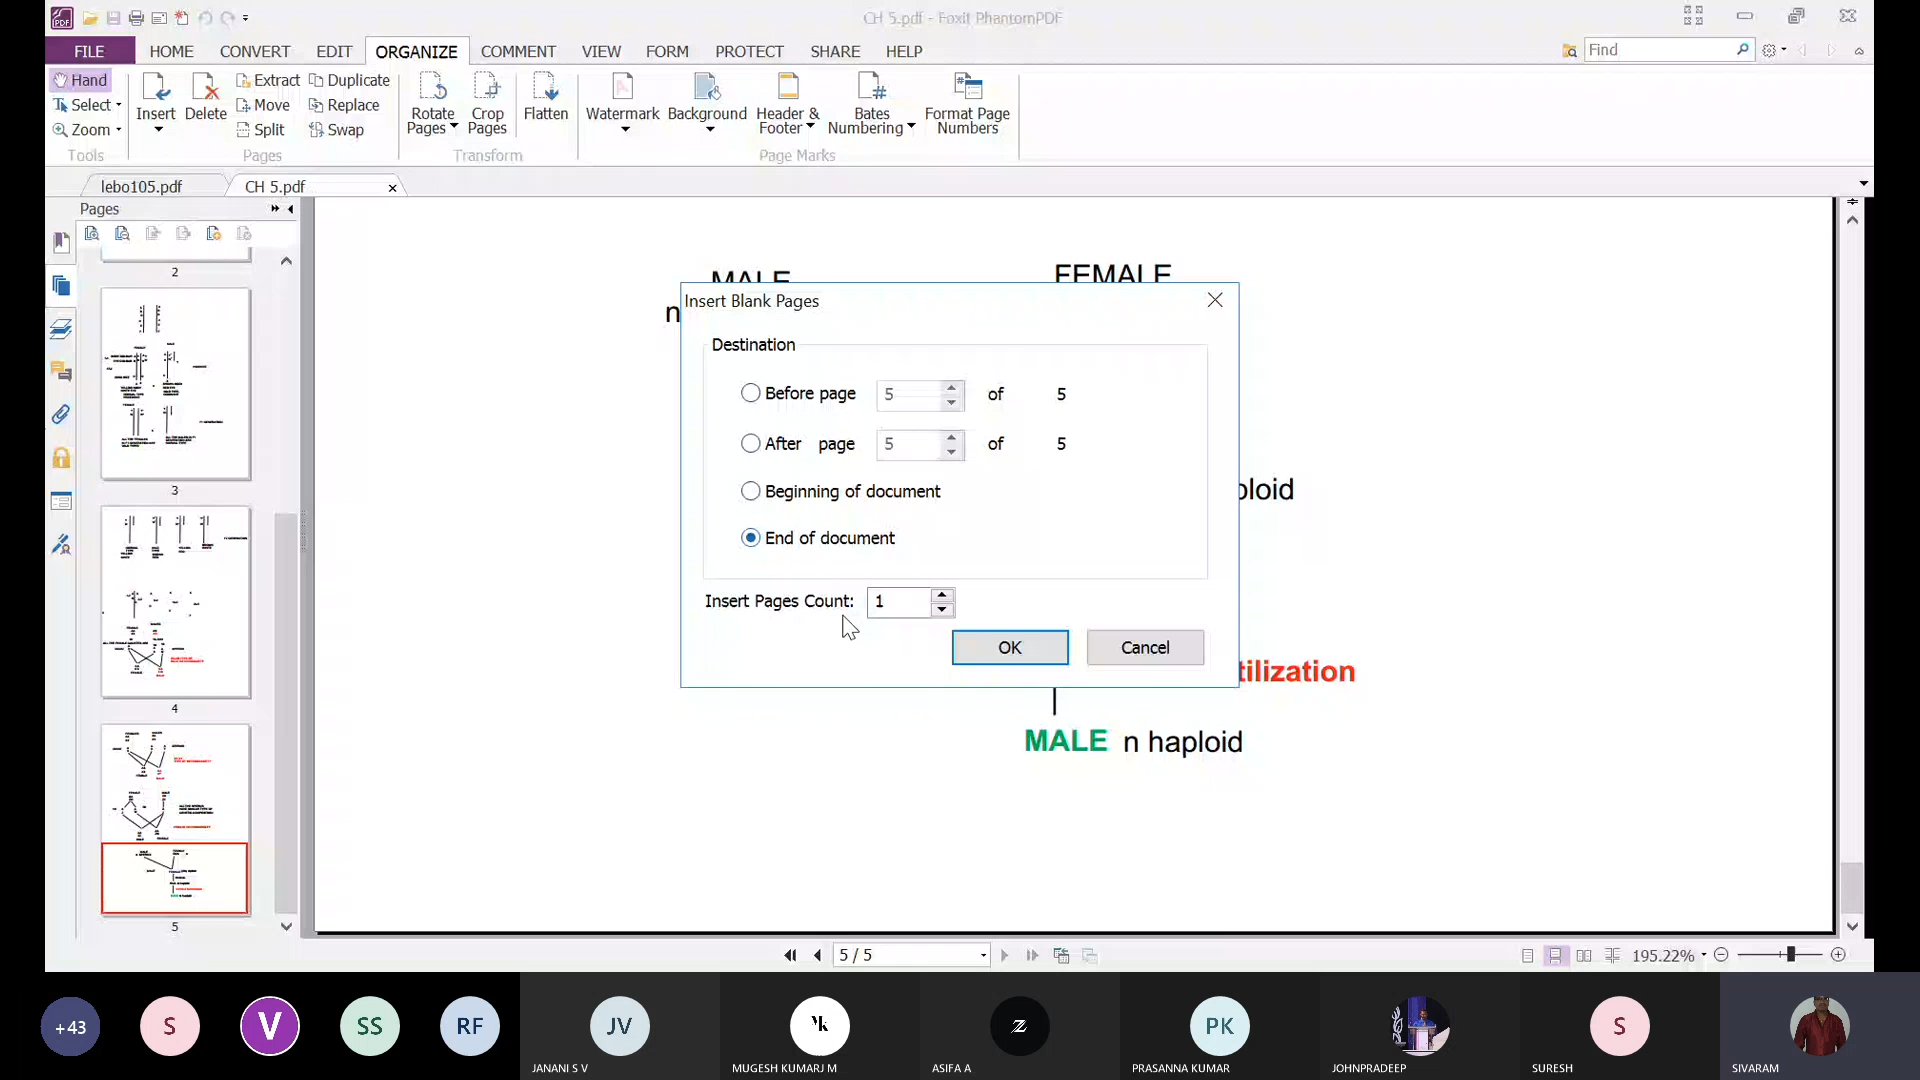 CH 5.pdf - Foxit PhantomPDF
FILE HOME CONVERT EDIT ORGANIZE COMMENT VIEW FORM PROTECT SHARE HELP Find
Hand
Select
Zoom
Tools
Insert Delete Extract Duplicate
Move Replace
Split Swap
Pages
Rotate Pages
Crop Pages
Flatten
Transform
Watermark Background Header & Footer
Bates Numbering
Format Page Numbers
Page Marks
lebo105.pdf CH 5.pdf
Pages
2
3
4
5
MALE FEMALE
n
ploid
tilization
MALE n haploid
Insert Blank Pages
Destination
Before page 5 of 5
After page 5 of 5
Beginning of document
End of document
Insert Pages Count: 1
OK Cancel
5 / 5
195.22%
+43 S V SS RF JV PK S
JANANI S V MUGESH KUMARJ M ASIFA A PRASANNA KUMAR JOHNPRADEEP SURESH SIVARAM